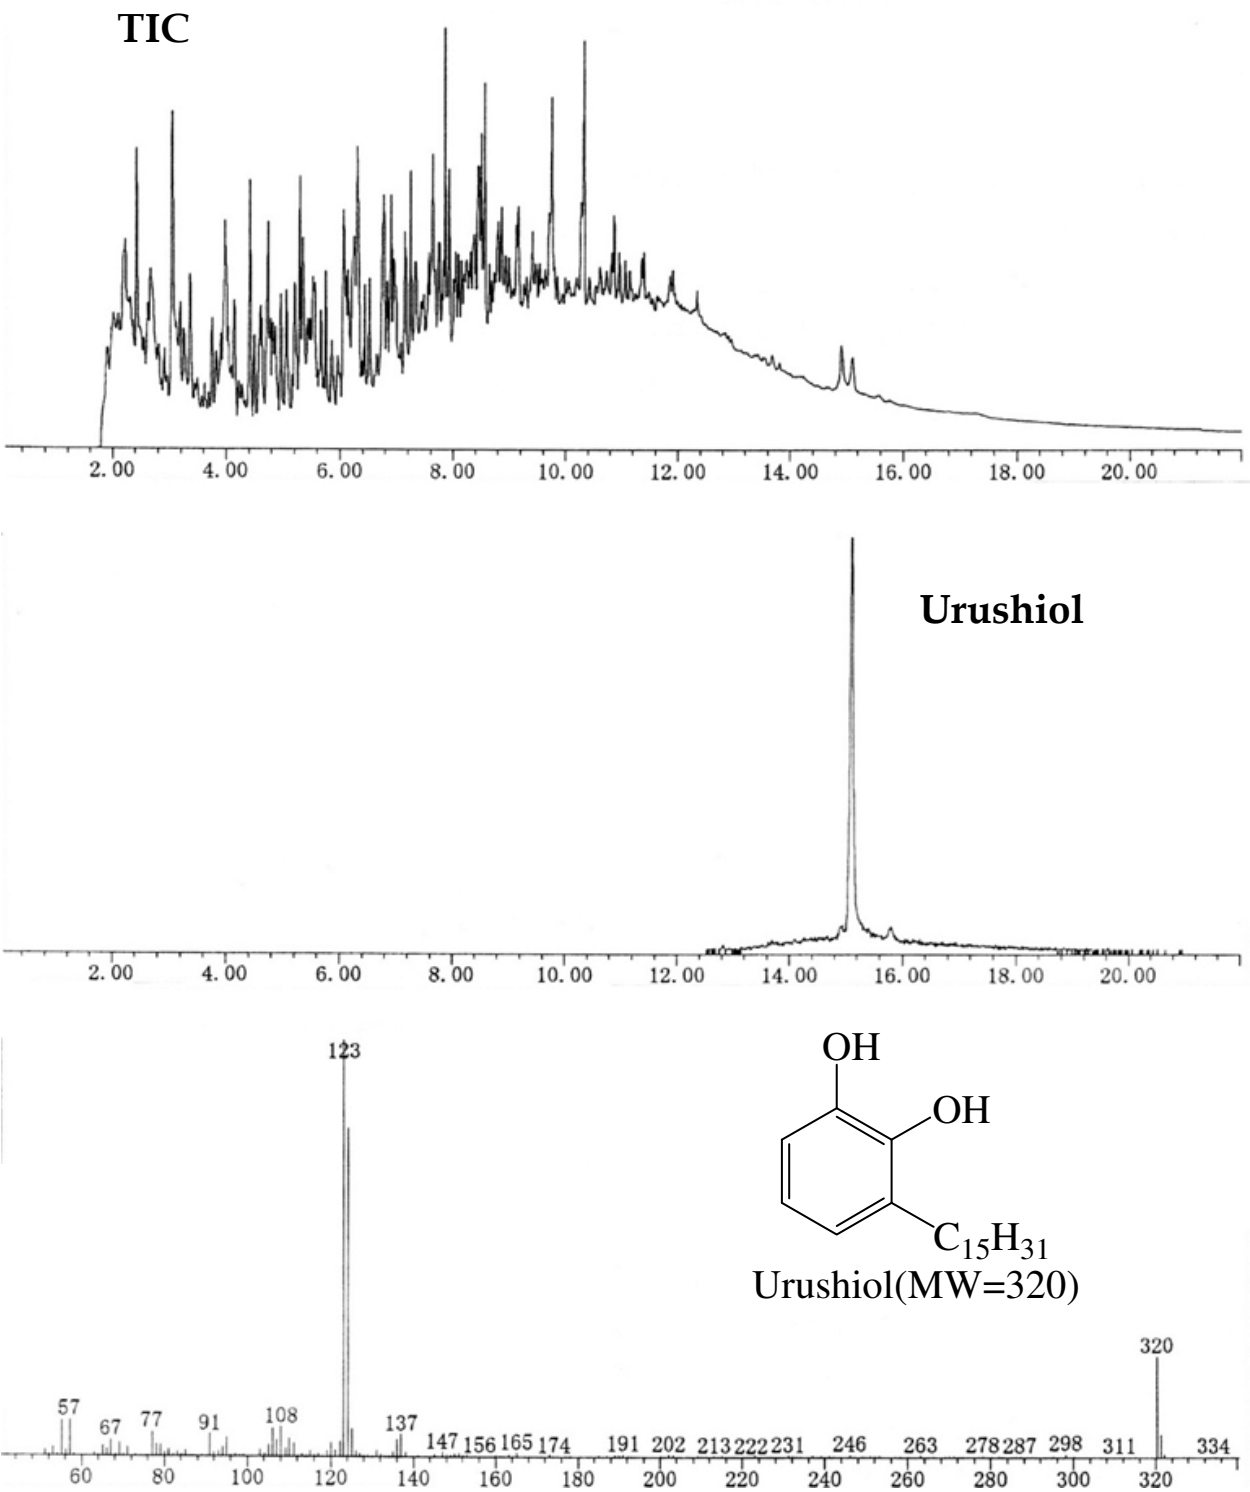 TIC
2.00 4.00 6.00 8.00 10.00 12.00 14.00 16.00 18.00 20.00
Urushiol
2.00 4.00 6.00 8.00 10.00 12.00 14.00 16.00 18.00 20.00
123
OH
OH
C15H31
Urushiol(MW=320)
320
57 67 77 91 108 137 147 156 165 174 191 202 213 222 231 246 263 278 287 298 311 334
60 80 100 120 140 160 180 200 220 240 260 280 300 320